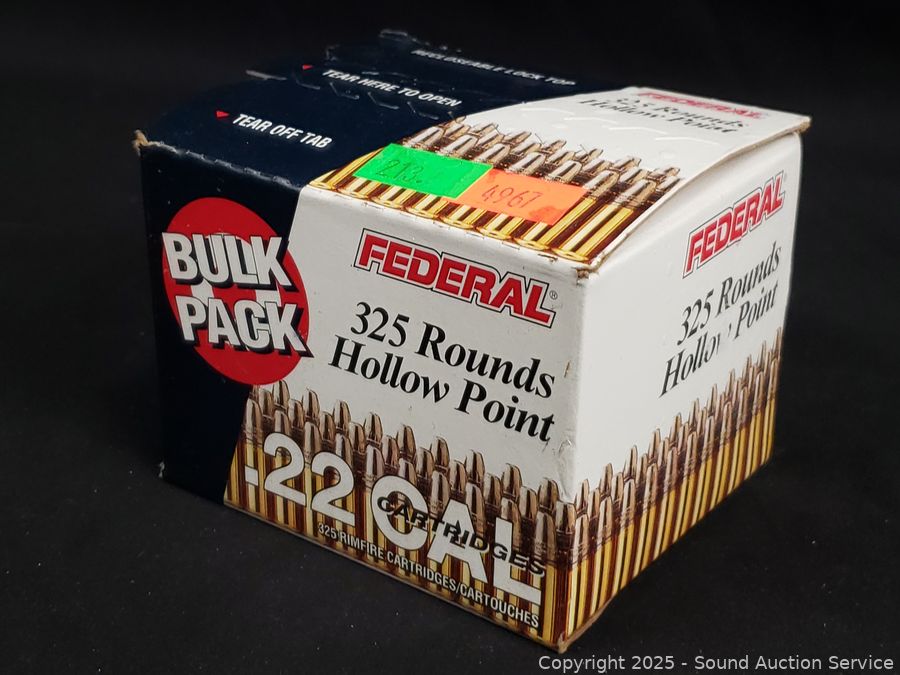 RECLOSEABLE LOCK TOP
TEAR HERE TO OPEN
TEAR OFF TAB
FEDERAL
325 Rounds
Hollow Point
213.
4967
BULK
PACK
FEDERAL®
325 Rounds
Hollow Point
.22 CAL
CARTRIDGES
325 RIMFIRE CARTRIDGES/CARTOUCHES
FEDERAL
325 Rounds
Hollow Point
Copyright 2025 - Sound Auction Service